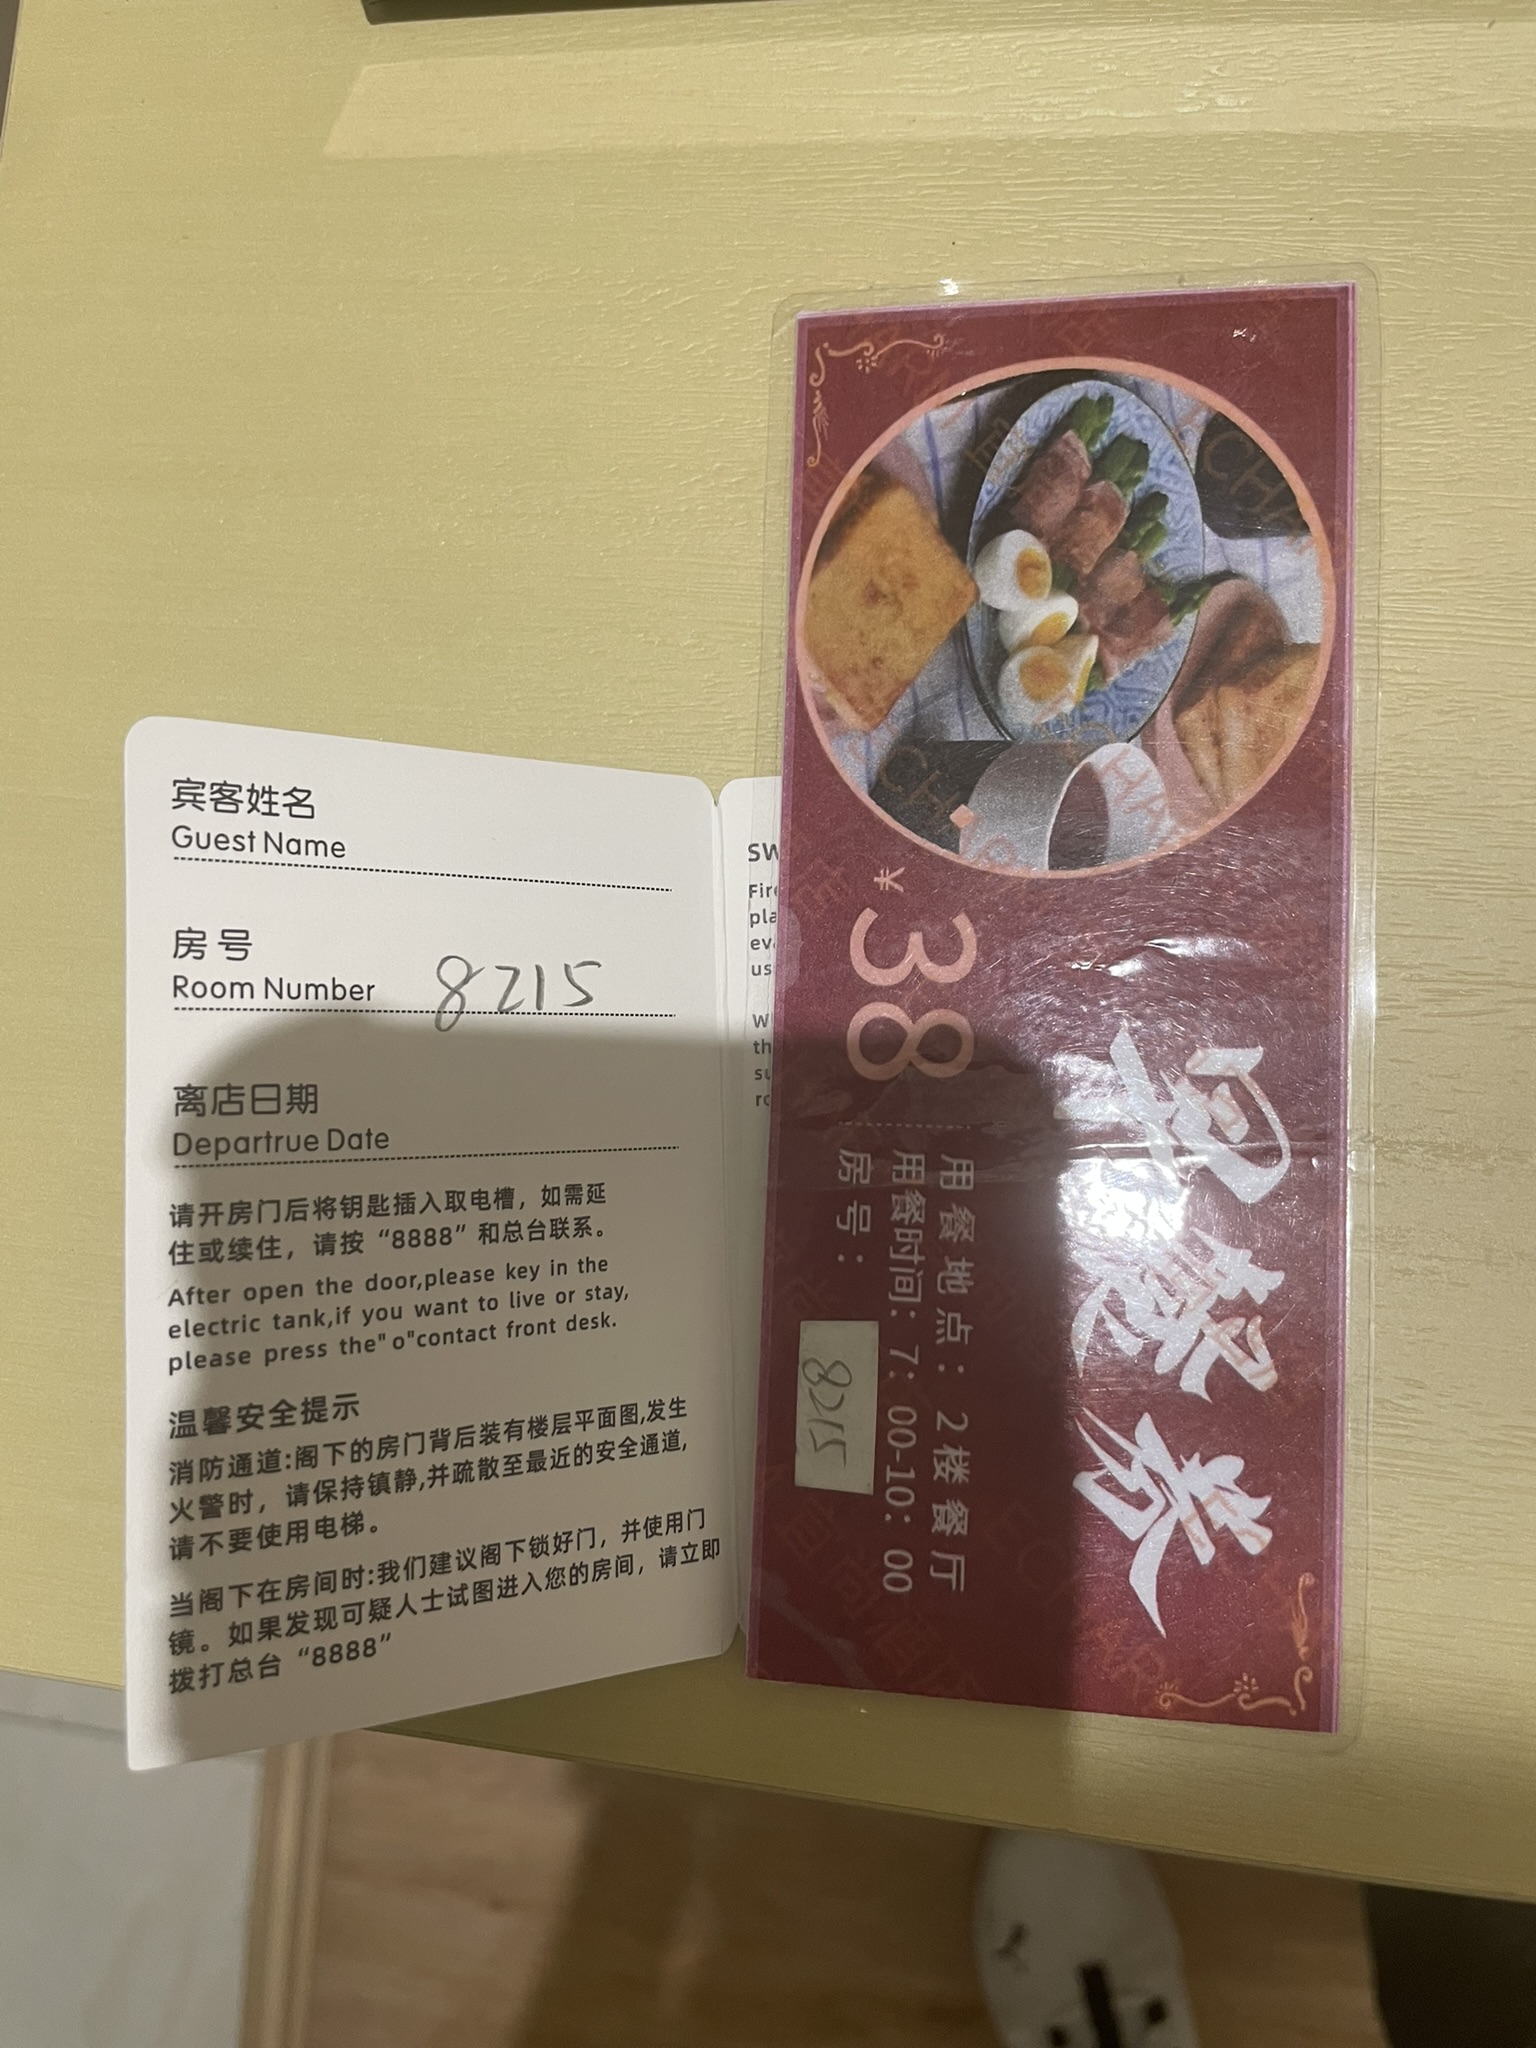 宾客姓名
Guest Name
房号
Room Number 8215
离店日期
Departrue Date
请开房门后将钥匙插入取电槽，如需延
住或续住，请按“8888”和总台联系。
After open the door,please key in the
electric tank,if you want to live or stay,
please press the" o"contact front desk.
温馨安全提示
消防通道:阁下的房门背后装有楼层平面图,发生
火警时，请保持镇静,并疏散至最近的安全通道,
请不要使用电梯。
当阁下在房间时:我们建议阁下锁好门，并使用门
镜。如果发现可疑人士试图进入您的房间，请立即
拨打总台“8888”
早餐券
¥38
用餐地点：2楼餐厅
用餐时间：7：00-10：00
房号：8215